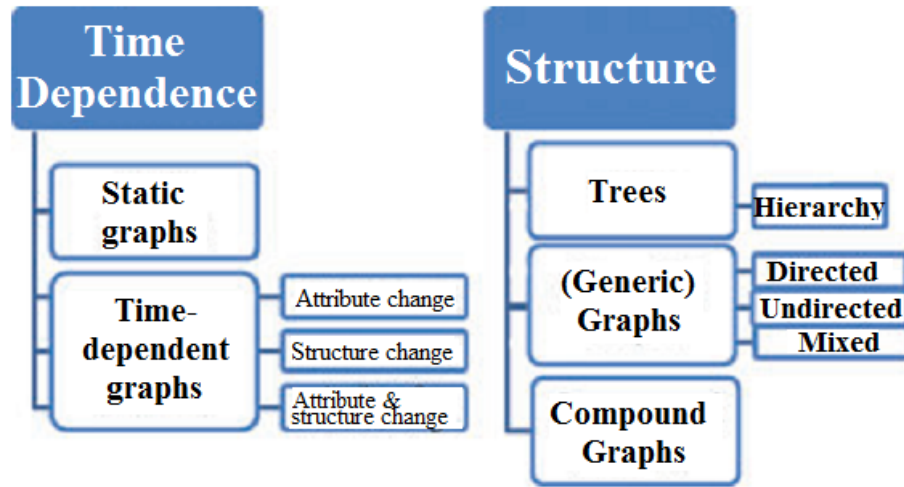 Time
Dependence
Static
graphs
Time-
dependent
graphs
Attribute change
Structure change
Attribute &
structure change
Structure
Trees
Hierarchy
(Generic)
Graphs
Directed
Undirected
Mixed
Compound
Graphs